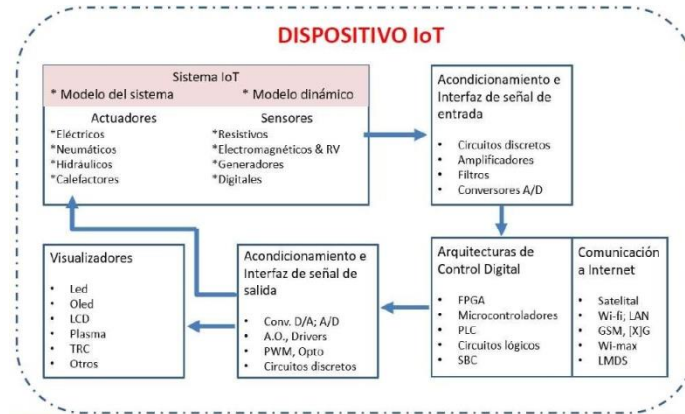 DISPOSITIVO IoT
Sistema IoT
* Modelo del sistema * Modelo dinámico
Actuadores
*Eléctricos
*Neumáticos
*Hidráulicos
*Calefactores
Sensores
*Resistivos
*Electromagnéticos & RV
*Generadores
*Digitales
Acondicionamiento e
Interfaz de señal de
entrada
• Circuitos discretos
• Amplificadores
• Filtros
• Conversores A/D
Visualizadores
• Led
• Oled
• LCD
• Plasma
• TRC
• Otros
Acondicionamiento e
Interfaz de señal de
salida
• Conv. D/A; A/D
• A.O., Drivers
• PWM, Opto
• Circuitos discretos
Arquitecturas de
Control Digital
• FPGA
• Microcontroladores
• PLC
• Circuitos lógicos
• SBC
Comunicación
a Internet
• Satelital
• Wi-fi; LAN
• GSM, [X]G
• Wi-max
• LMDS